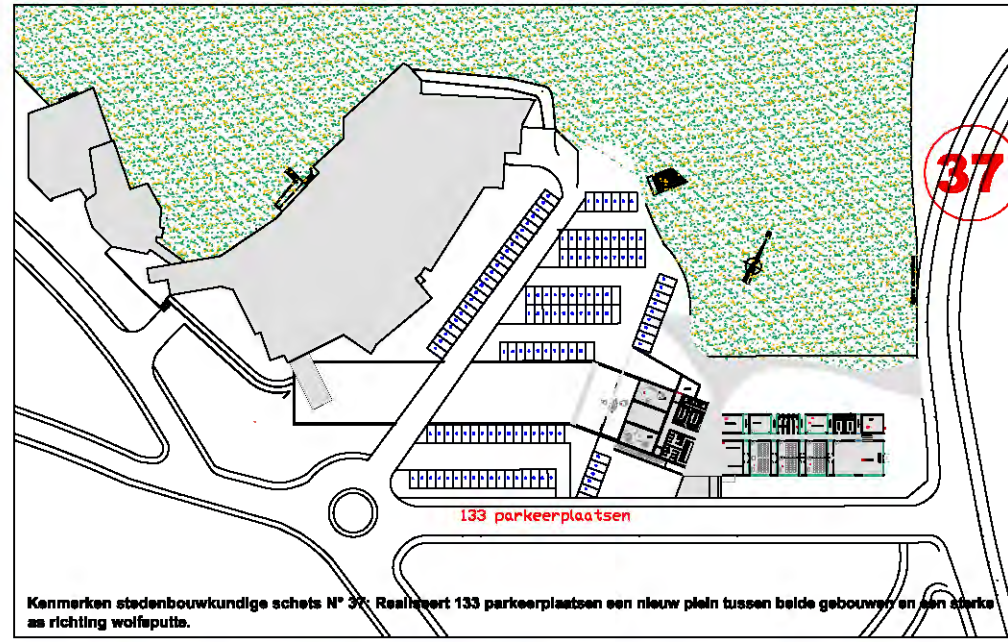 37
133 parkeerplaatsen
Kenmerken stedenbouwkundige schets N° 37: Realiseert 133 parkeerplaatsen een nieuw plein tussen beide gebouwen en een sterke
as richting wolfsputte.